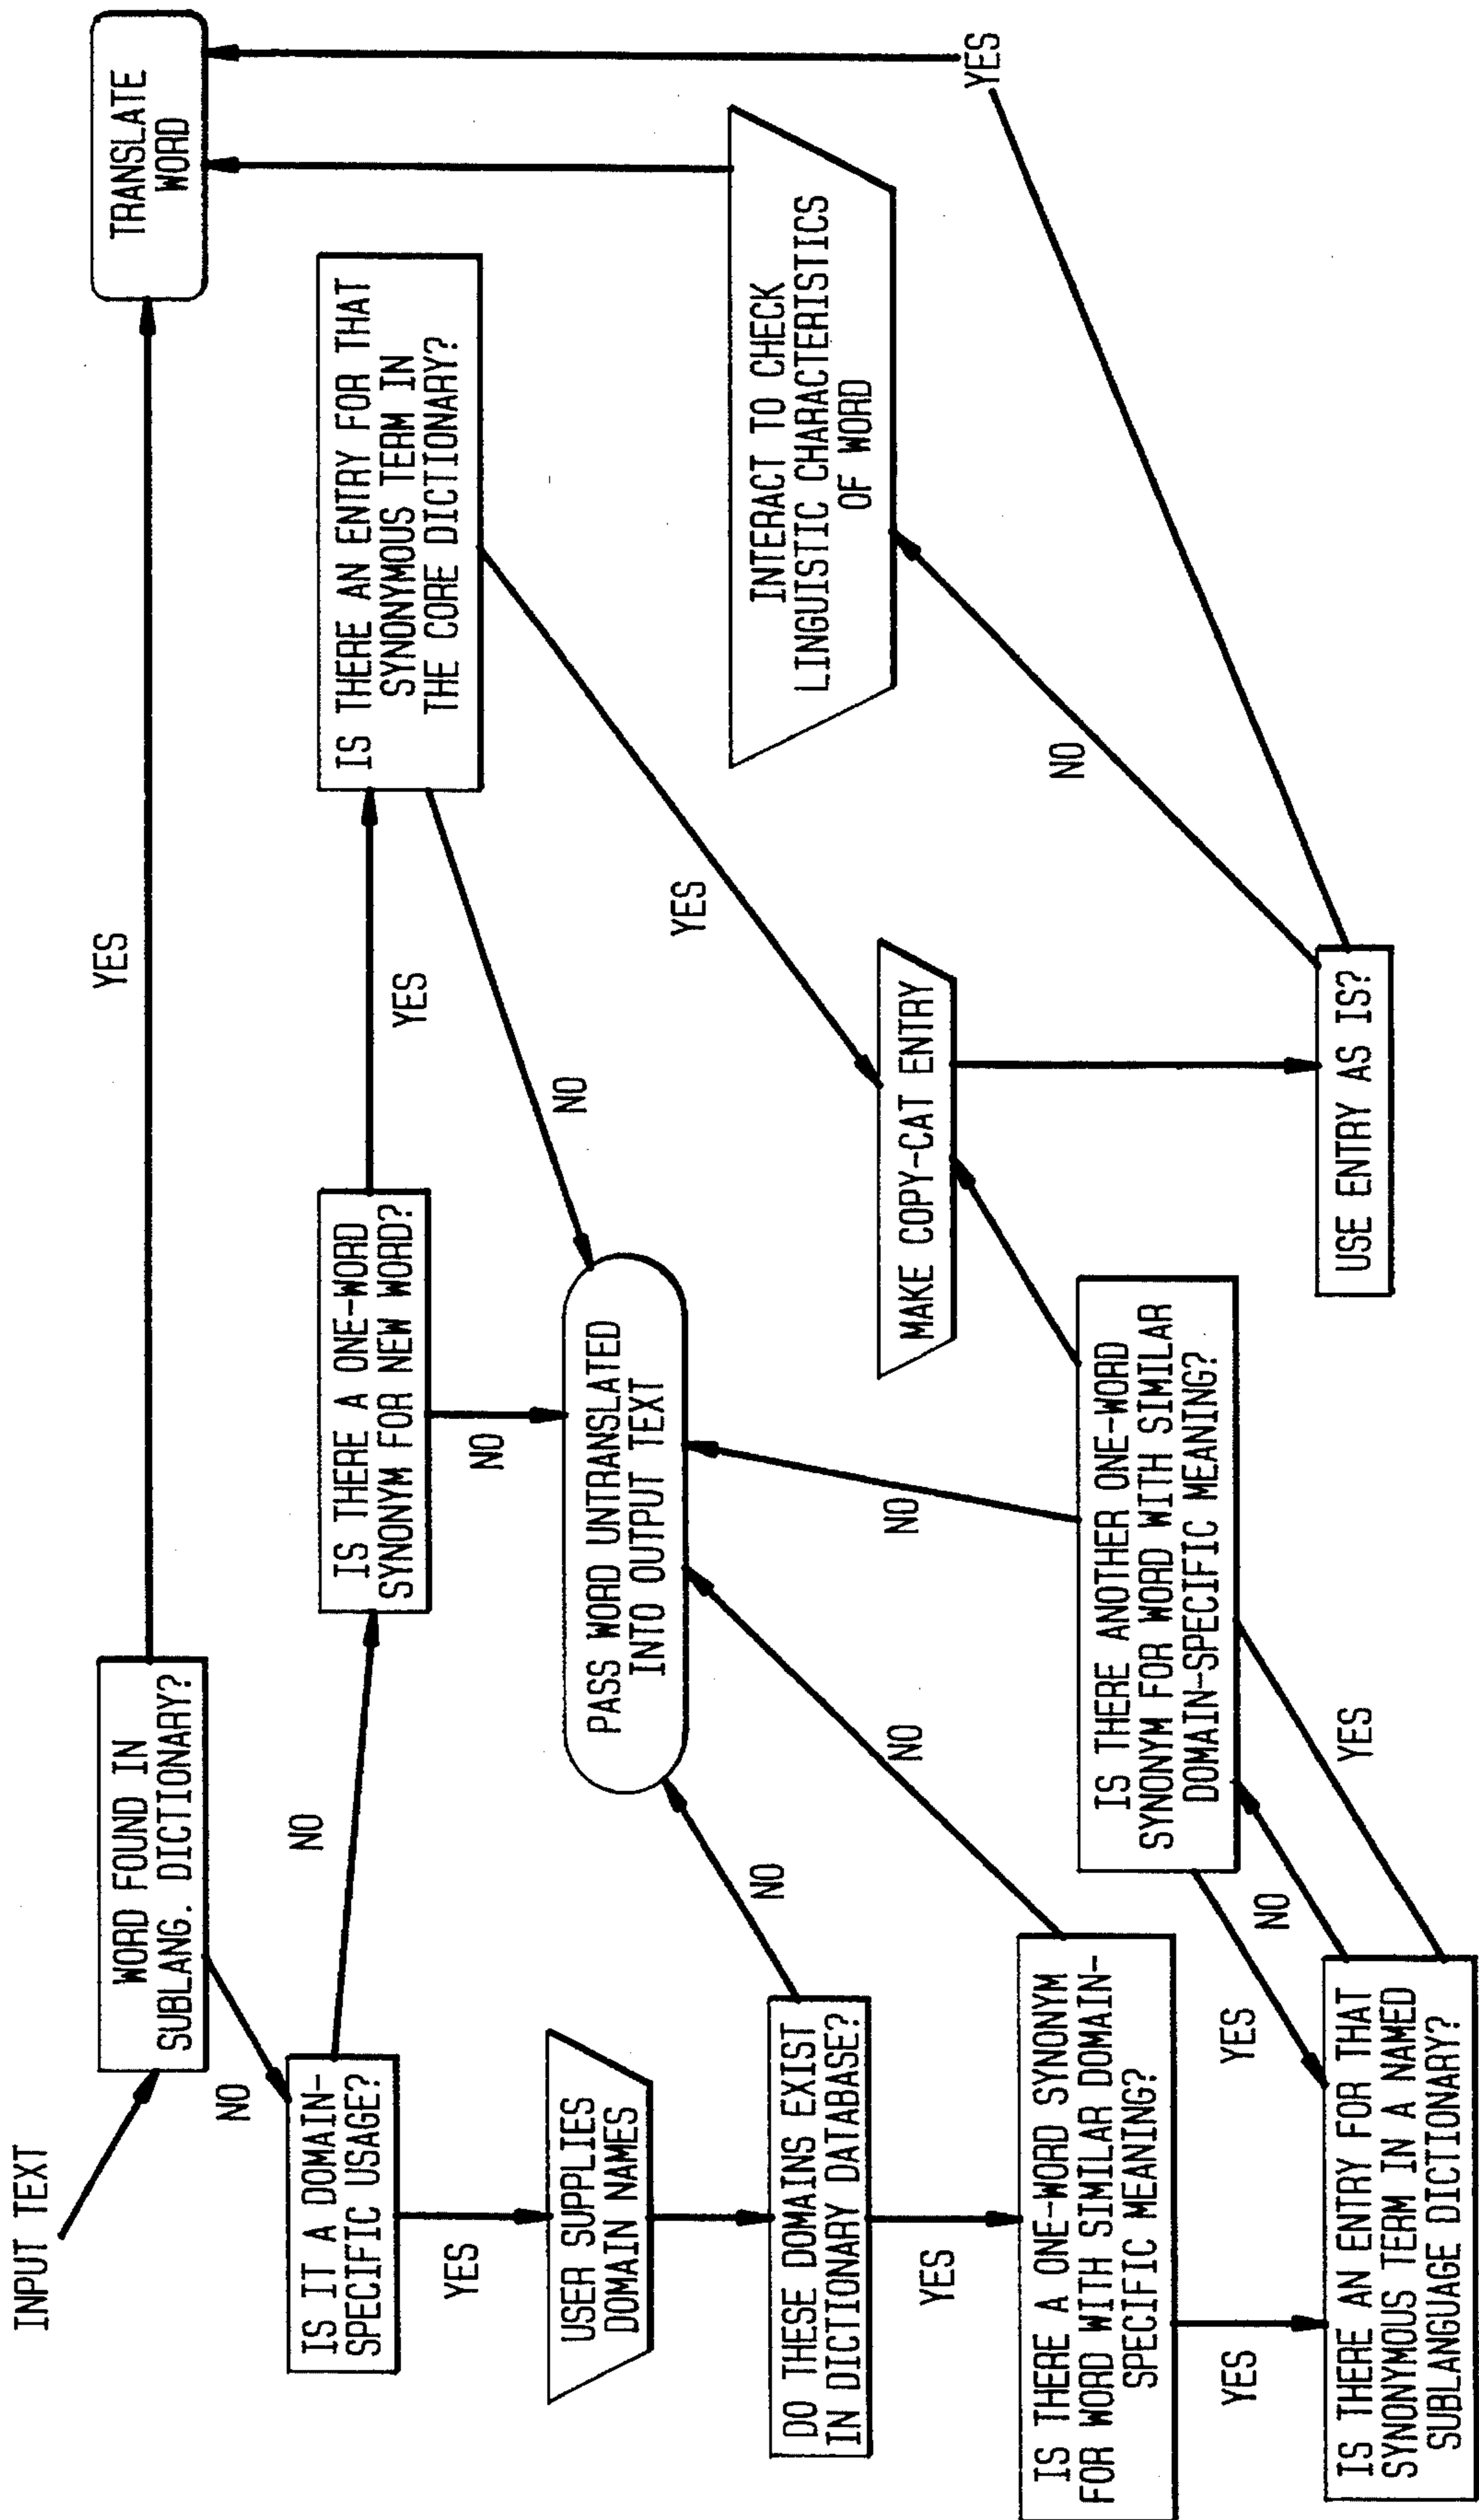 INPUT TEXT
WORD FOUND IN
SUBLANG. DICTIONARY?
YES
TRANSLATE
WORD
NO
IS IT A DOMAIN-
SPECIFIC USAGE?
NO
IS THERE A ONE-WORD
SYNONYM FOR NEW WORD?
YES
IS THERE AN ENTRY FOR THAT
SYNONYMOUS TERM IN
THE CORE DICTIONARY?
YES
NO
NO
USER SUPPLIES
DOMAIN NAMES
PASS WORD UNTRANSLATED
INTO OUTPUT TEXT
YES
INTERACT TO CHECK
LINGUISTIC CHARACTERISTICS
OF WORD
NO
DO THESE DOMAINS EXIST
IN DICTIONARY DATABASE?
NO
NO
MAKE COPY-CAT ENTRY
YES
YES
IS THERE A ONE-WORD SYNONYM
FOR WORD WITH SIMILAR DOMAIN-
SPECIFIC MEANING?
IS THERE ANOTHER ONE-WORD
SYNONYM FOR WORD WITH SIMILAR
DOMAIN-SPECIFIC MEANING?
NO
YES
YES
NO
YES
IS THERE AN ENTRY FOR THAT
SYNONYMOUS TERM IN A NAMED
SUBLANGUAGE DICTIONARY?
USE ENTRY AS IS?